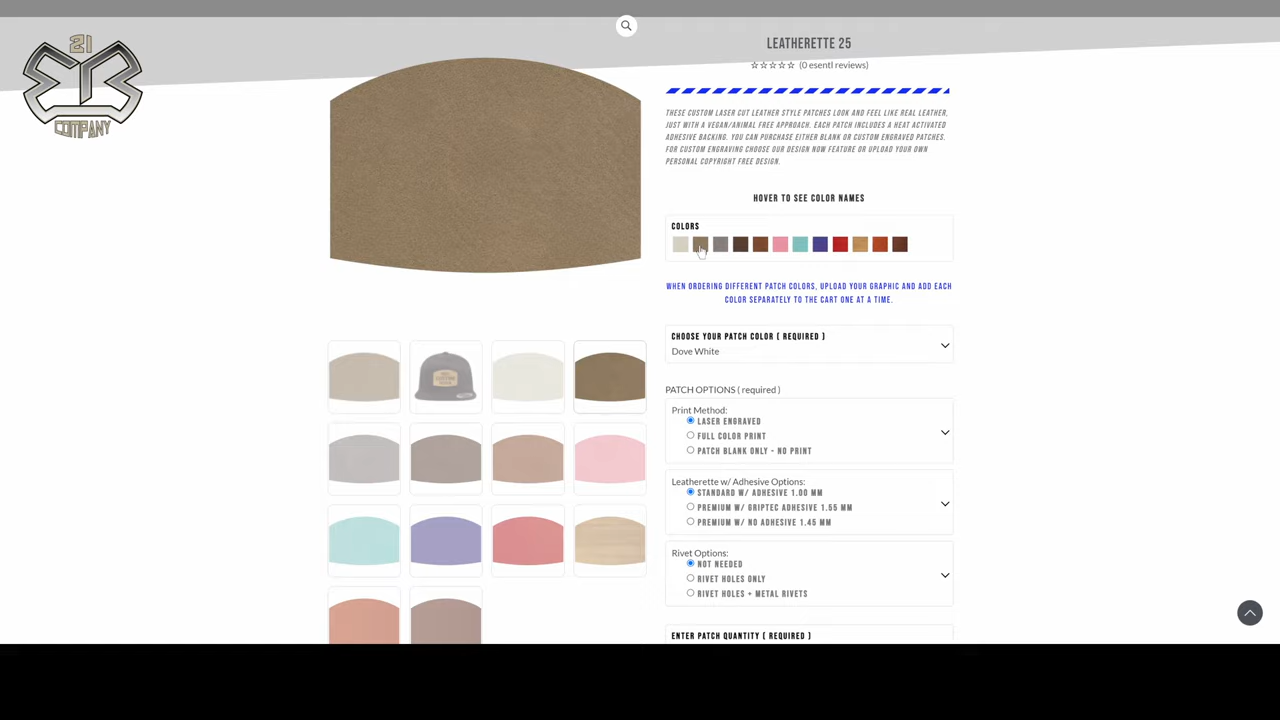 21
COMPANY
LEATHERETTE 25
(0 esentl reviews)
THESE CUSTOM LASER CUT LEATHER STYLE PATCHES LOOK AND FEEL LIKE REAL LEATHER,
JUST WITH A VEGAN/ANIMAL FREE APPROACH. EACH PATCH INCLUDES A HEAT ACTIVATED
ADHESIVE BACKING. YOU CAN PURCHASE EITHER BLANK OR CUSTOM ENGRAVED PATCHES.
FOR CUSTOM ENGRAVING CHOOSE OUR DESIGN NOW FEATURE OR UPLOAD YOUR OWN
PERSONAL COPYRIGHT FREE DESIGN.
HOVER TO SEE COLOR NAMES
COLORS
WHEN ORDERING DIFFERENT PATCH COLORS, UPLOAD YOUR GRAPHIC AND ADD EACH
COLOR SEPARATELY TO THE CART ONE AT A TIME.
CHOOSE YOUR PATCH COLOR ( REQUIRED )
Dove White
PATCH OPTIONS ( required )
Print Method:
LASER ENGRAVED
FULL COLOR PRINT
PATCH BLANK ONLY - NO PRINT
Leatherette w/ Adhesive Options:
STANDARD W/ ADHESIVE 1.00 MM
PREMIUM W/ GRIPTEC ADHESIVE 1.55 MM
PREMIUM W/ NO ADHESIVE 1.45 MM
Rivet Options:
NOT NEEDED
RIVET HOLES ONLY
RIVET HOLES + METAL RIVETS
ENTER PATCH QUANTITY ( REQUIRED )